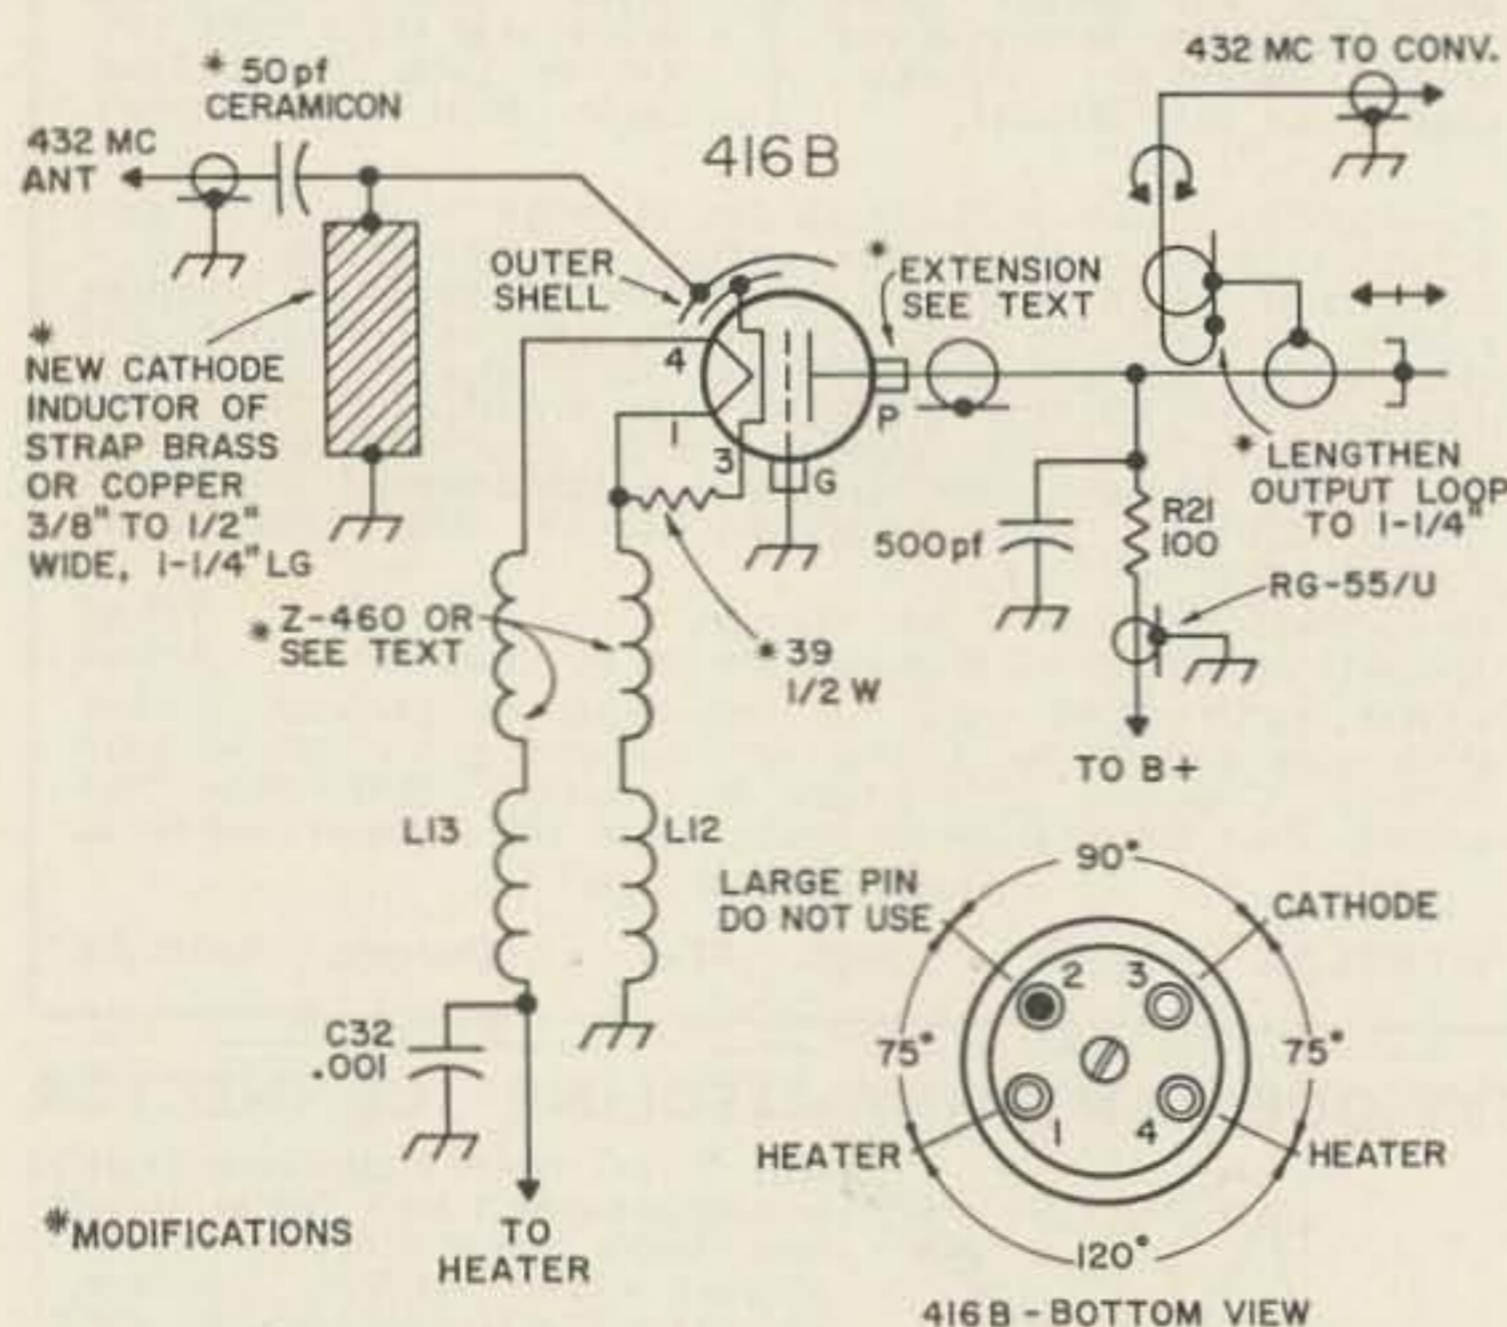 * 50pf
CERAMICON
432 MC
ANT
416B
432 MC TO CONV.
OUTER
SHELL
* EXTENSION
SEE TEXT
*
NEW CATHODE
INDUCTOR OF
STRAP BRASS
OR COPPER
3/8" TO 1/2"
WIDE, 1-1/4" LG
4
1
3
P
G
* LENGTHEN
OUTPUT LOOP
TO 1-1/4"
500pf
R21
100
RG-55/U
* Z-460 OR
SEE TEXT
* 39
1/2 W
TO B+
L13
L12
C32
.001
TO
HEATER
*MODIFICATIONS
90°
LARGE PIN
DO NOT USE
CATHODE
2
3
75°
75°
1
4
HEATER
HEATER
120°
416B - BOTTOM VIEW